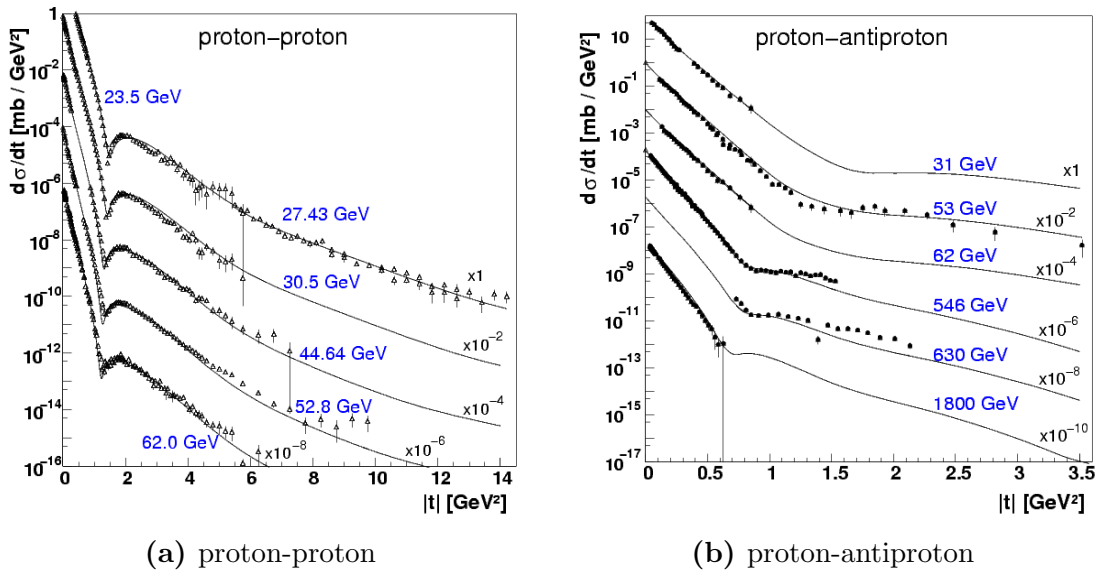 proton−proton
dσ/dt [mb / GeV²]
1
10⁻²
10⁻⁴
10⁻⁶
10⁻⁸
10⁻¹⁰
10⁻¹²
10⁻¹⁴
10⁻¹⁶
23.5 GeV
27.43 GeV
x1
30.5 GeV
x10⁻²
44.64 GeV
x10⁻⁴
52.8 GeV
x10⁻⁶
62.0 GeV
x10⁻⁸
0 2 4 6 8 10 12 14
|t| [GeV²]
(a) proton-proton
proton−antiproton
dσ/dt [mb / GeV²]
10
10⁻¹
10⁻³
10⁻⁵
10⁻⁷
10⁻⁹
10⁻¹¹
10⁻¹³
10⁻¹⁵
10⁻¹⁷
31 GeV
x1
53 GeV
x10⁻²
62 GeV
x10⁻⁴
546 GeV
x10⁻⁶
630 GeV
x10⁻⁸
1800 GeV
x10⁻¹⁰
0 0.5 1 1.5 2 2.5 3 3.5
|t| [GeV²]
(b) proton-antiproton